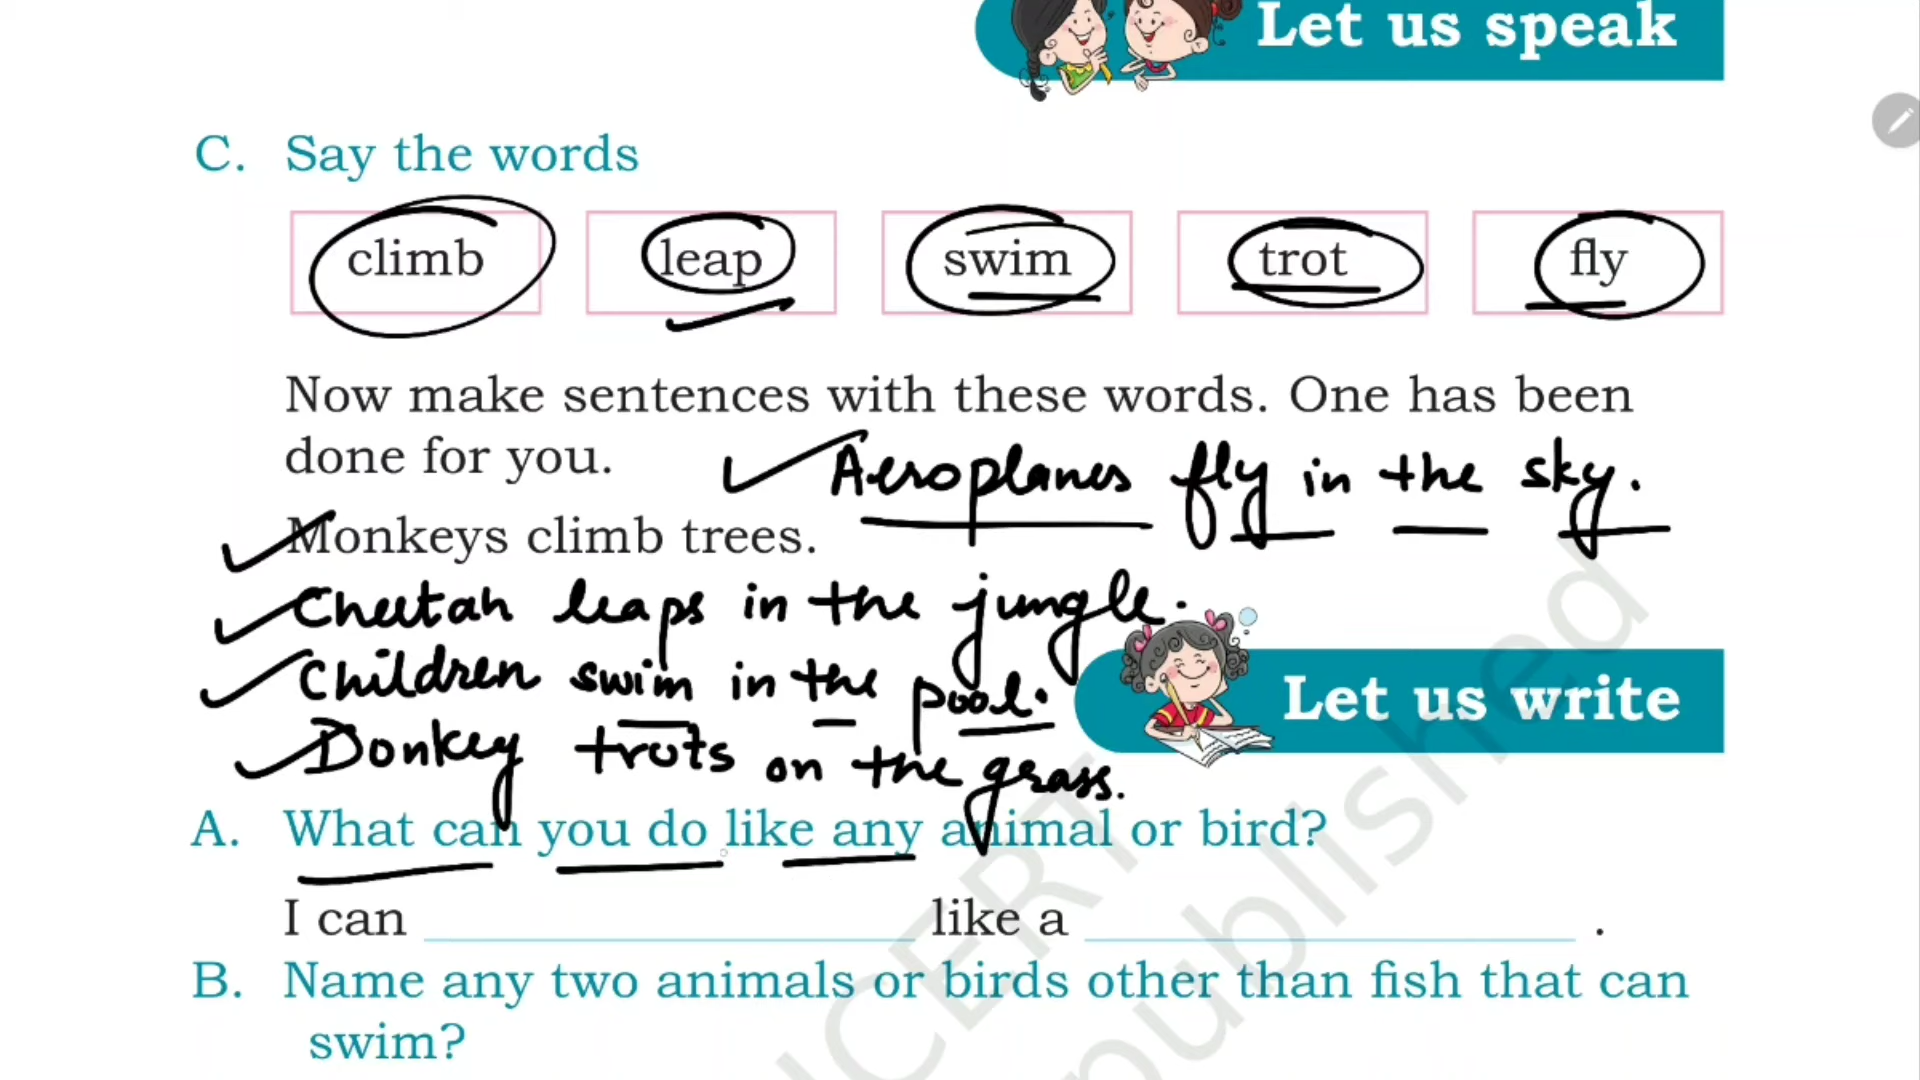 Let us speak
C. Say the words
climb leap swim trot fly
Now make sentences with these words. One has been
done for you.
Aeroplanes fly in the sky.
Monkeys climb trees.
Cheetah leaps in the jungle.
Children swim in the pool.
Let us write
Donkey trots on the grass.
A. What can you do like any animal or bird?
I can like a .
B. Name any two animals or birds other than fish that can
swim?
NCERT
published